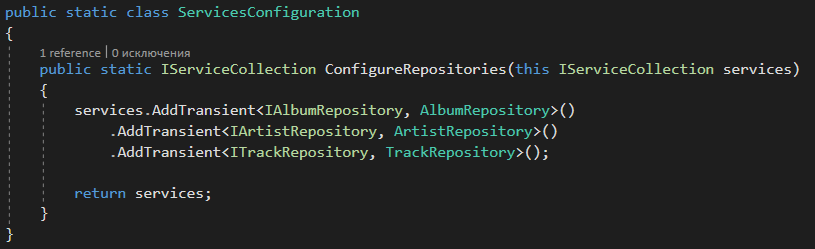 public static class ServicesConfiguration
{
1 reference | 0 исключения
public static IServiceCollection ConfigureRepositories(this IServiceCollection services)
{
services.AddTransient<IAlbumRepository, AlbumRepository>()
.AddTransient<IArtistRepository, ArtistRepository>()
.AddTransient<ITrackRepository, TrackRepository>();
return services;
}
}